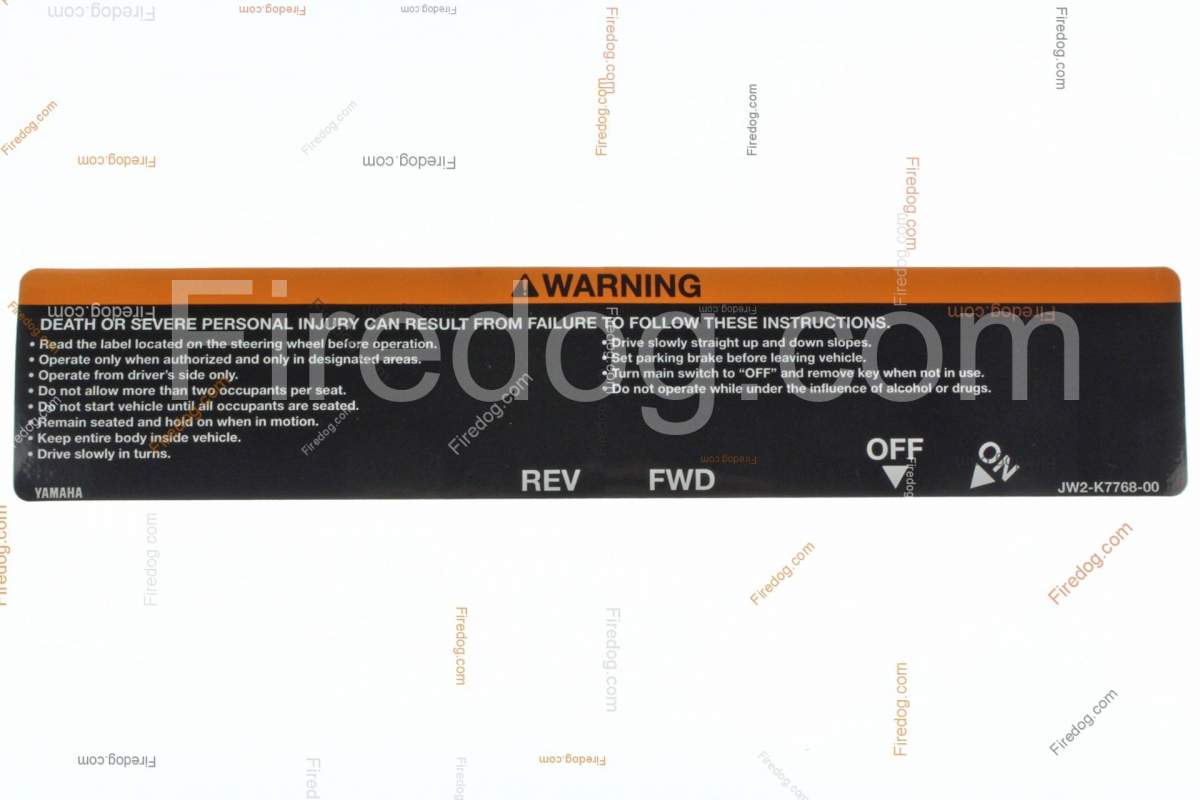 WARNING
DEATH OR SEVERE PERSONAL INJURY CAN RESULT FROM FAILURE TO FOLLOW THESE INSTRUCTIONS.
• Read the label located on the steering wheel before operation.
• Operate only when authorized and only in designated areas.
• Operate from driver's side only.
• Do not allow more than two occupants per seat.
• Do not start vehicle until all occupants are seated.
• Remain seated and hold on when in motion.
• Keep entire body inside vehicle.
• Drive slowly in turns.
• Drive slowly straight up and down slopes.
• Set parking brake before leaving vehicle.
• Turn main switch to “OFF” and remove key when not in use.
• Do not operate while under the influence of alcohol or drugs.
REV FWD OFF ON
YAMAHA JW2-K7768-00
Firedog.com